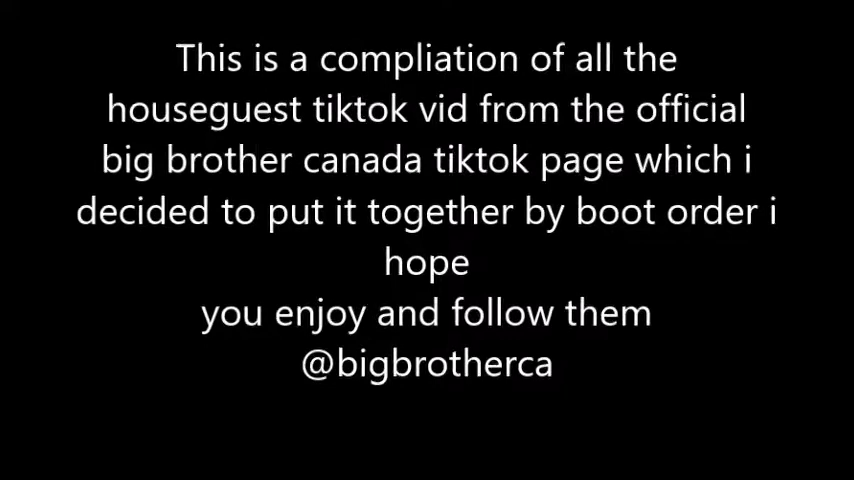 This is a compliation of all the
houseguest tiktok vid from the official
big brother canada tiktok page which i
decided to put it together by boot order i
hope
you enjoy and follow them
@bigbrotherca